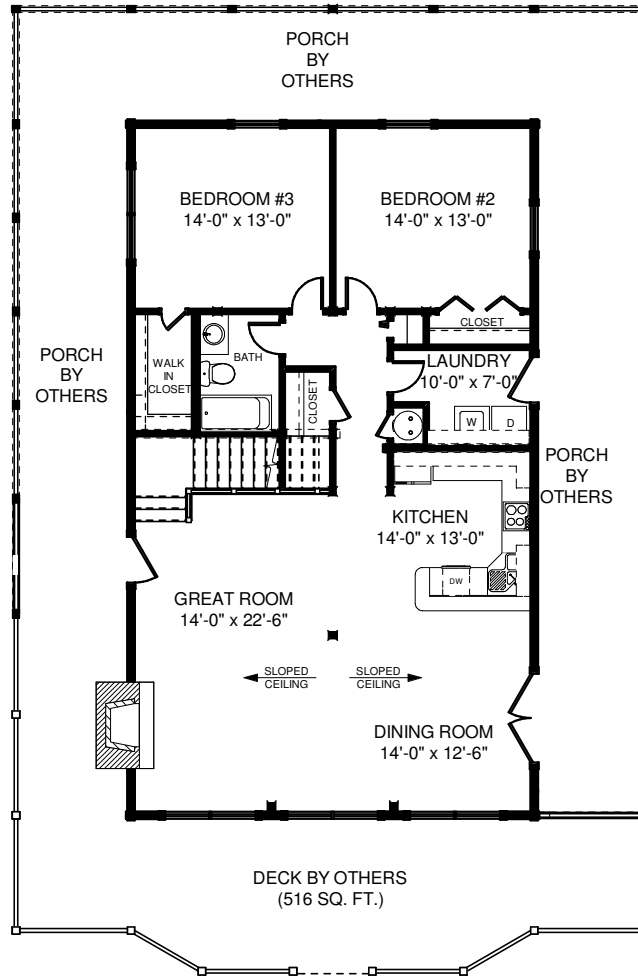 PORCH
BY
OTHERS
BEDROOM #3
14'-0" x 13'-0"
BEDROOM #2
14'-0" x 13'-0"
CLOSET
BATH
WALK
IN
CLOSET
PORCH
BY
OTHERS
CLOSET
LAUNDRY
10'-0" x 7'-0"
W
D
PORCH
BY
OTHERS
KITCHEN
14'-0" x 13'-0"
DW
GREAT ROOM
14'-0" x 22'-6"
SLOPED
CEILING
SLOPED
CEILING
DINING ROOM
14'-0" x 12'-6"
DECK BY OTHERS
(516 SQ. FT.)